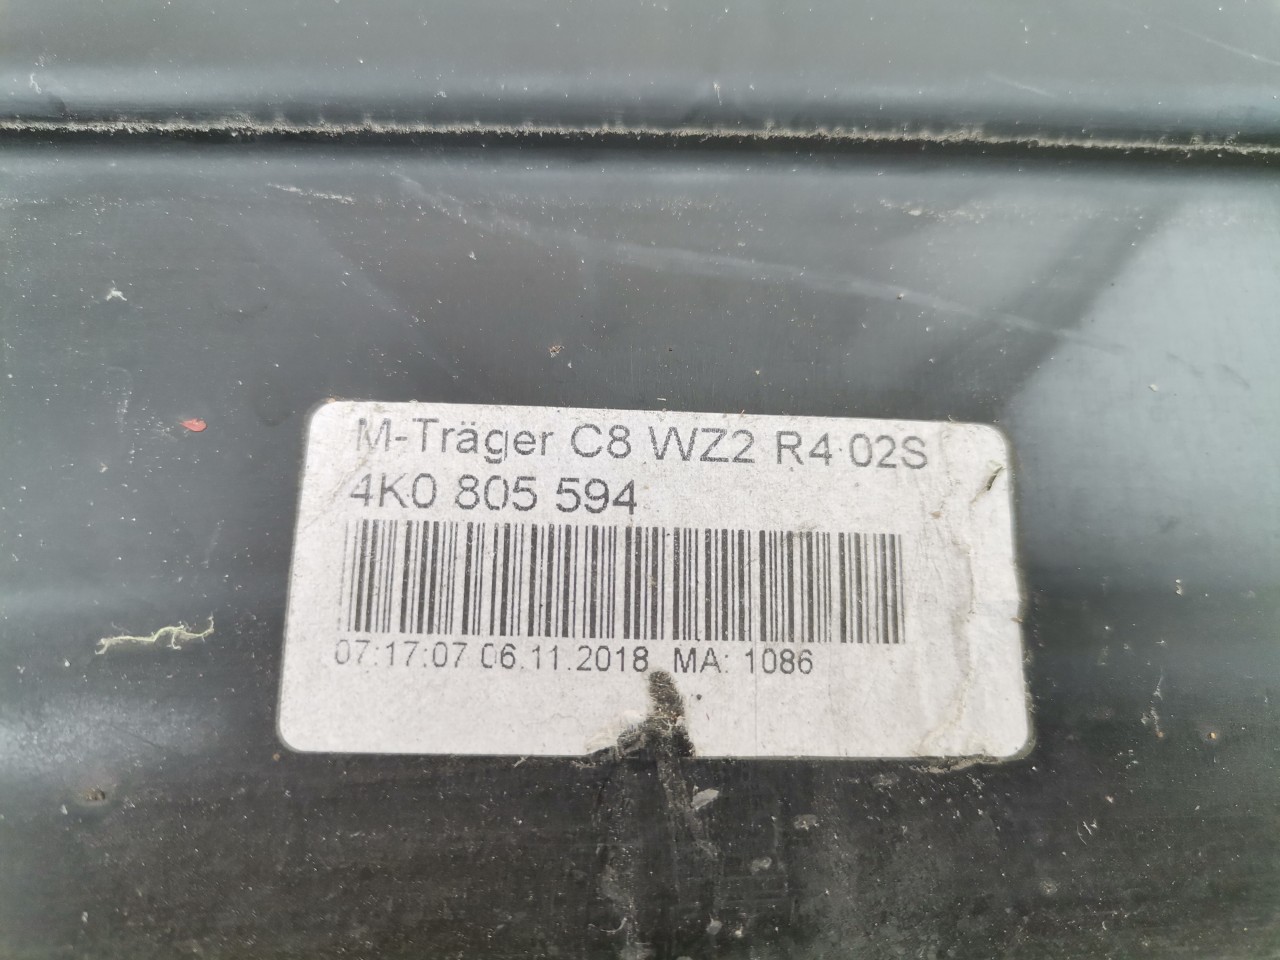 M-Träger C8 WZ2 R4 02S
4K0 805 594
07:17:07 06.11.2018 MA: 1086